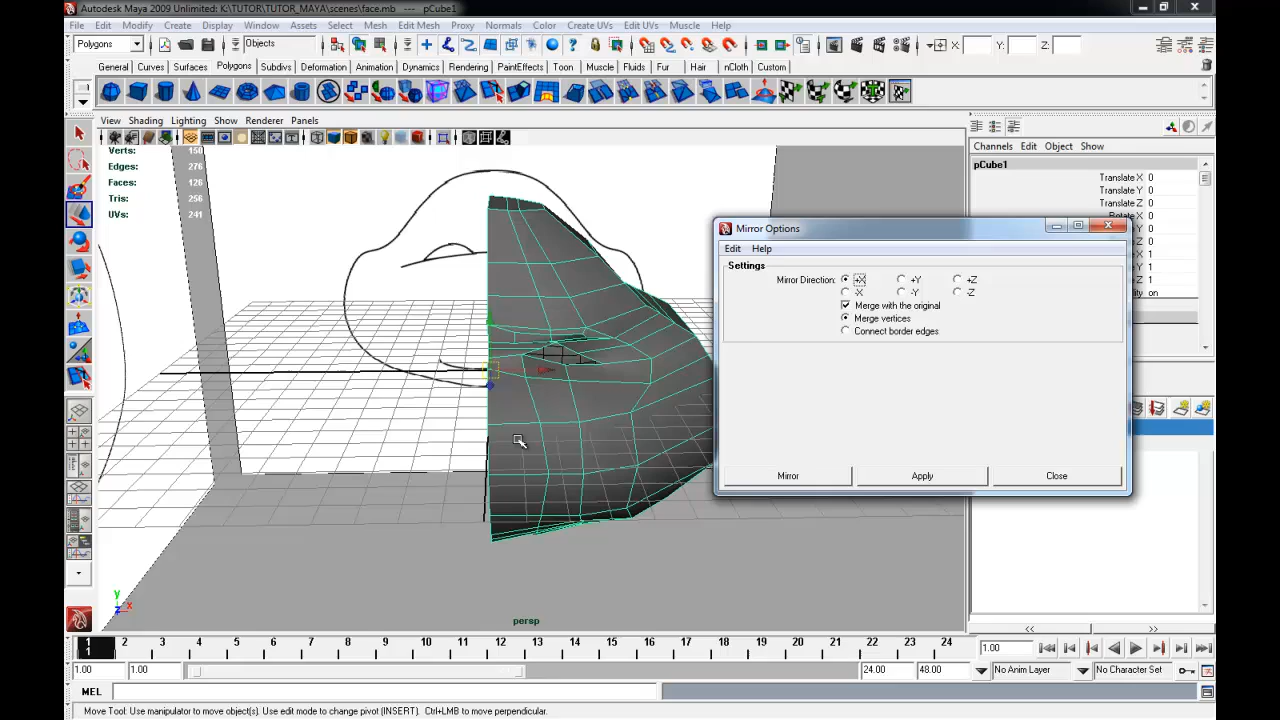 Autodesk Maya 2009 Unlimited: K:\TUTOR\TUTOR_MAYA\scenes\face.mb --- pCube1
File Edit Modify Create Display Window Assets Select Mesh Edit Mesh Proxy Normals Color Create UVs Edit UVs Muscle Help
Polygons Objects X: Y: Z:
General Curves Surfaces Polygons Subdivs Deformation Animation Dynamics Rendering PaintEffects Toon Muscle Fluids Fur Hair nCloth Custom
View Shading Lighting Show Renderer Panels
Verts:
Edges: 276
Faces: 126
Tris: 256
UVs: 241
Channels Edit Object Show
pCube1
Translate X 0
Translate Y 0
Translate Z 0
Mirror Options
Edit Help
Settings
Mirror Direction: +X +Y +Z
-X -Y -Z
Merge with the original
Merge vertices
Connect border edges
Mirror Apply Close
y
z x
persp
1 2 3 4 5 6 7 8 9 10 11 12 13 14 15 16 17 18 19 20 21 22 23 24
1
1.00
1.00 1.00 24.00 48.00 No Anim Layer No Character Set
MEL
Move Tool: Use manipulator to move object(s). Use edit mode to change pivot (INSERT). Ctrl+LMB to move perpendicular.